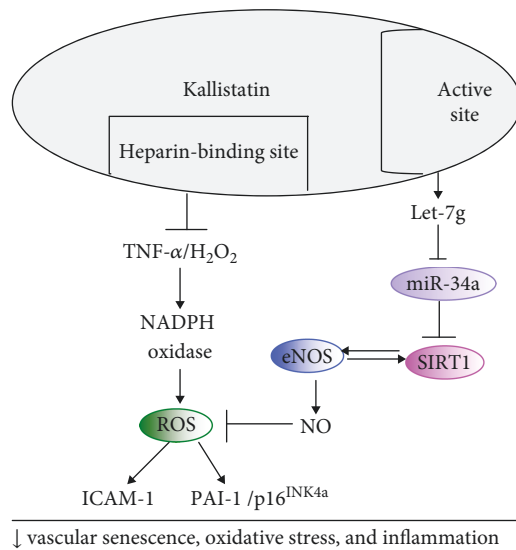 Kallistatin
Heparin-binding site
Active
site
Let-7g
TNF-α/H₂O₂
miR-34a
NADPH
oxidase
eNOS
SIRT1
ROS
NO
ICAM-1
PAI-1 /p16ᴵᴺᴷ⁴ᵃ
↓ vascular senescence, oxidative stress, and inflammation